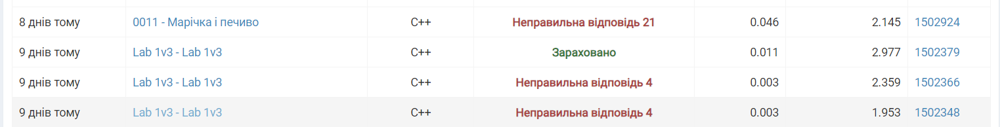 8 днів тому 0011 - Марічка і печиво C++ Неправильна відповідь 21 0.046 2.145 1502924
9 днів тому Lab 1v3 - Lab 1v3 C++ Зараховано 0.011 2.977 1502379
9 днів тому Lab 1v3 - Lab 1v3 C++ Неправильна відповідь 4 0.003 2.359 1502366
9 днів тому Lab 1v3 - Lab 1v3 C++ Неправильна відповідь 4 0.003 1.953 1502348